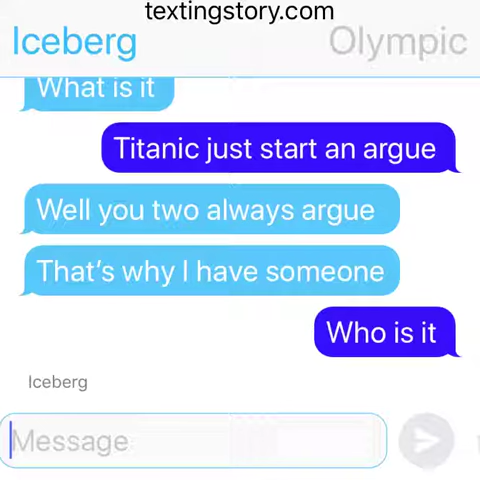 textingstory.com
Iceberg
Olympic
What is it
Titanic just start an argue
Well you two always argue
That's why I have someone
Who is it
Iceberg
Message